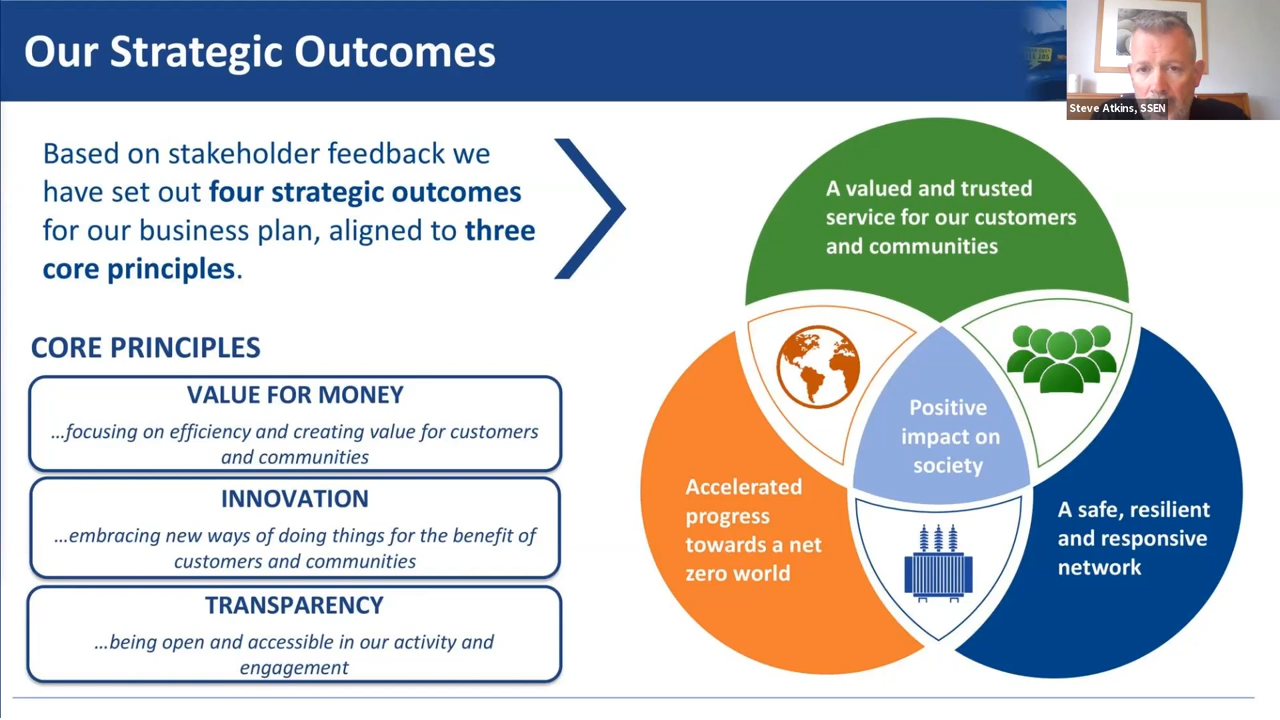 Our Strategic Outcomes
Steve Atkins, SSEN
Based on stakeholder feedback we
have set out four strategic outcomes
for our business plan, aligned to three
core principles.
CORE PRINCIPLES
VALUE FOR MONEY
...focusing on efficiency and creating value for customers
and communities
INNOVATION
...embracing new ways of doing things for the benefit of
customers and communities
TRANSPARENCY
...being open and accessible in our activity and
engagement
A valued and trusted
service for our customers
and communities
Positive
impact on
society
Accelerated
progress
towards a net
zero world
A safe, resilient
and responsive
network